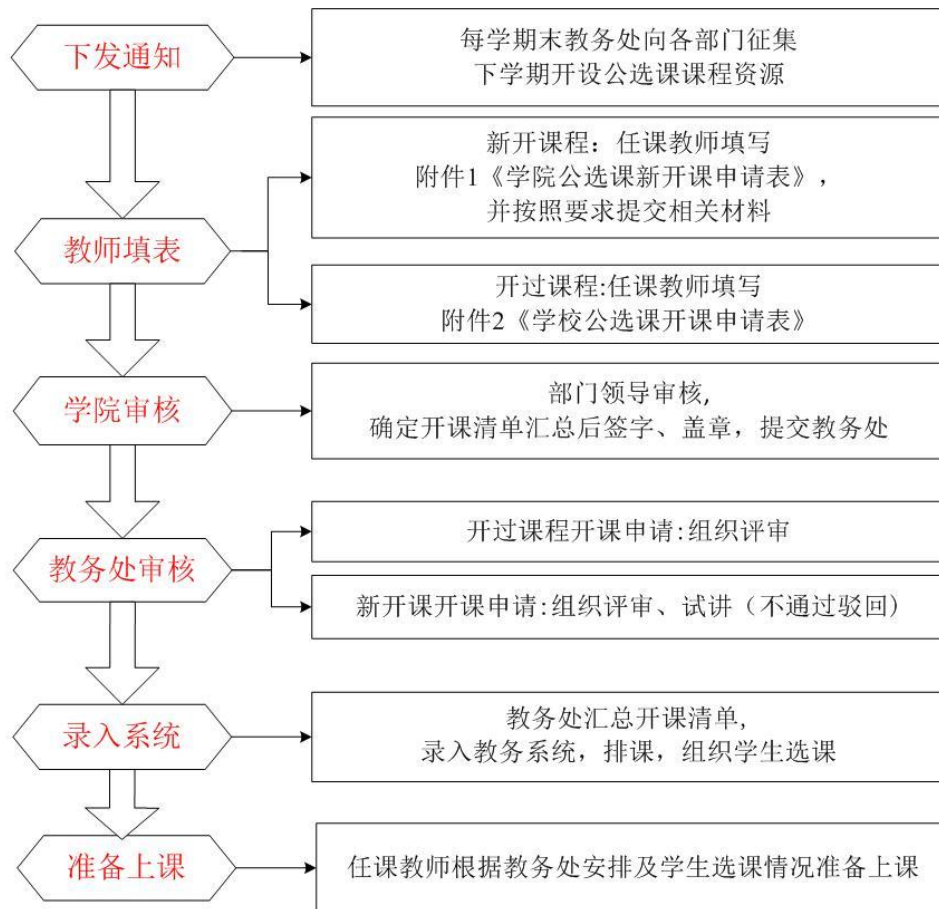 下发通知
每学期末教务处向各部门征集
下学期开设公选课课程资源
教师填表
新开课程：任课教师填写
附件1《学院公选课新开课申请表》，
并按照要求提交相关材料
开过课程:任课教师填写
附件2《学校公选课开课申请表》
学院审核
部门领导审核,
确定开课清单汇总后签字、盖章，提交教务处
教务处审核
开过课程开课申请:组织评审
新开课开课申请:组织评审、试讲（不通过驳回）
录入系统
教务处汇总开课清单,
录入教务系统，排课，组织学生选课
准备上课
任课教师根据教务处安排及学生选课情况准备上课